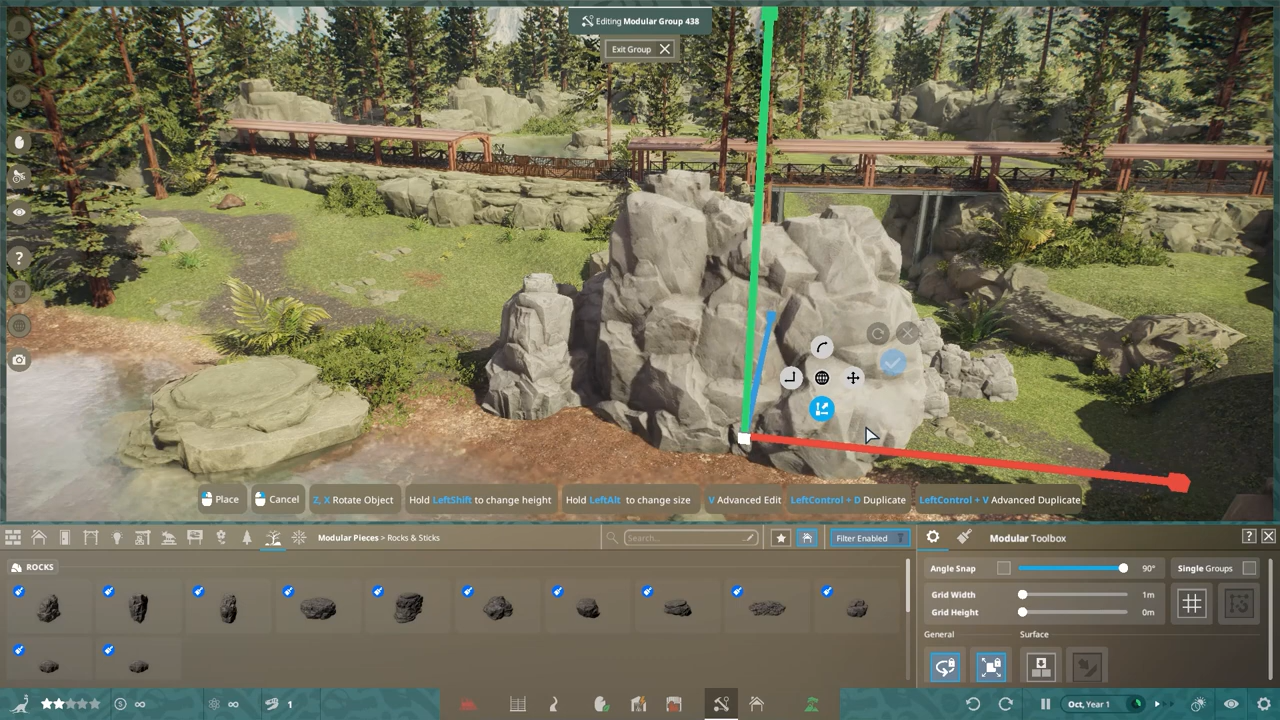 Editing Modular Group 438
Exit Group
?
Place
Cancel
Z, X Rotate Object
Hold LeftShift to change height
Hold LeftAlt to change size
V Advanced Edit
LeftControl + D Duplicate
LeftControl + V Advanced Duplicate
Modular Pieces > Rocks & Sticks
Search...
Filter Enabled
Modular Toolbox
?
ROCKS
Angle Snap
90°
Single Groups
Grid Width
1m
Grid Height
0m
General
Surface
∞
∞
1
Oct, Year 1